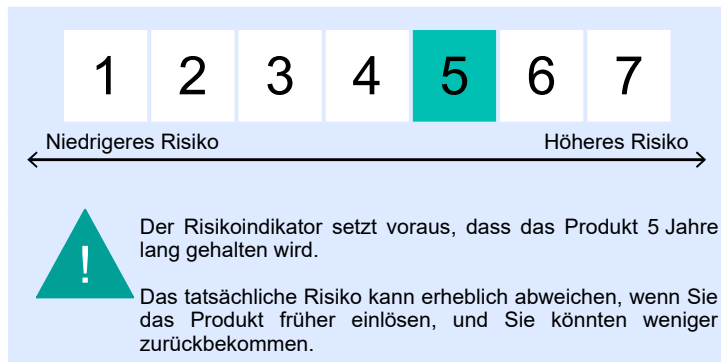 1 2 3 4 5 6 7
Niedrigeres Risiko Höheres Risiko
!
Der Risikoindikator setzt voraus, dass das Produkt 5 Jahre
lang gehalten wird.
Das tatsächliche Risiko kann erheblich abweichen, wenn Sie
das Produkt früher einlösen, und Sie könnten weniger
zurückbekommen.